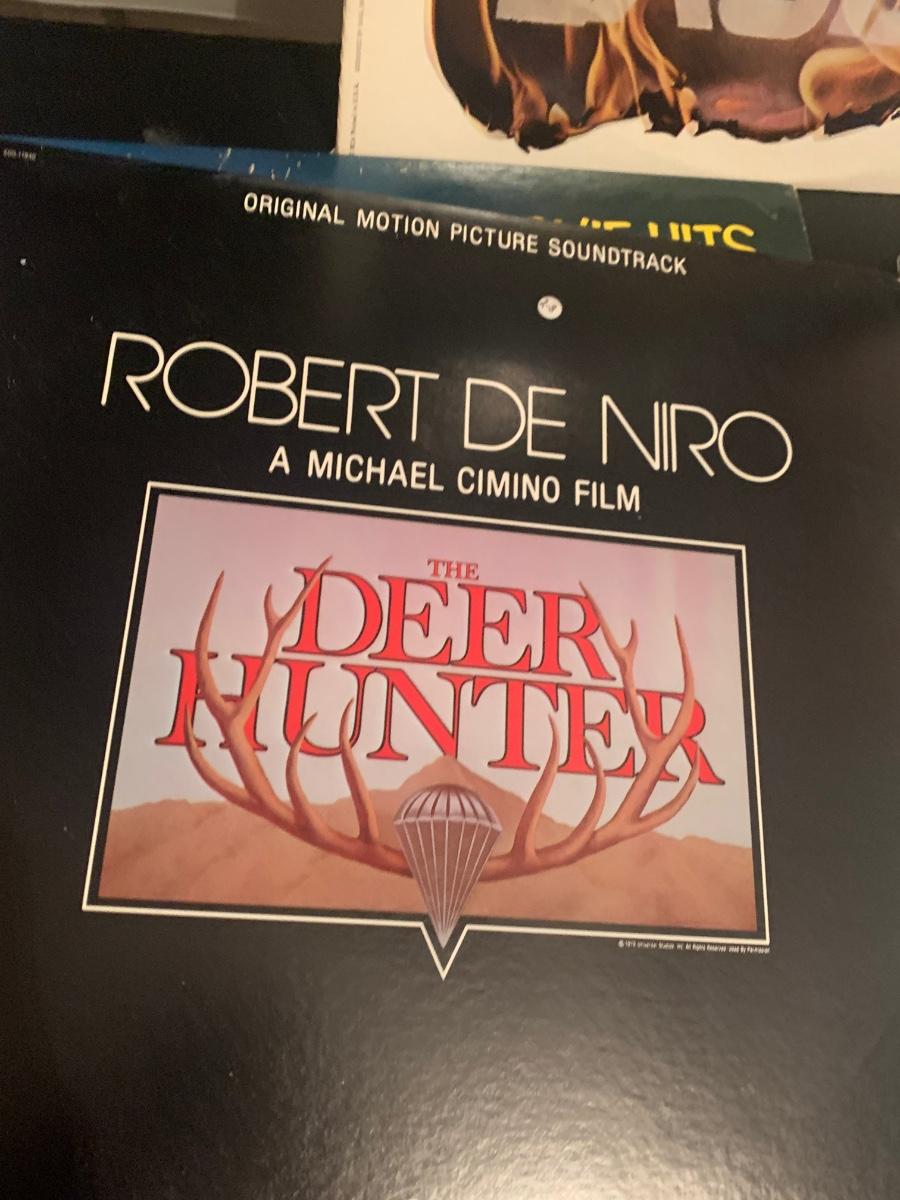 ORIGINAL MOTION PICTURE SOUNDTRACK
ROBERT DE NIRO
A MICHAEL CIMINO FILM
THE
DEER
HUNTER